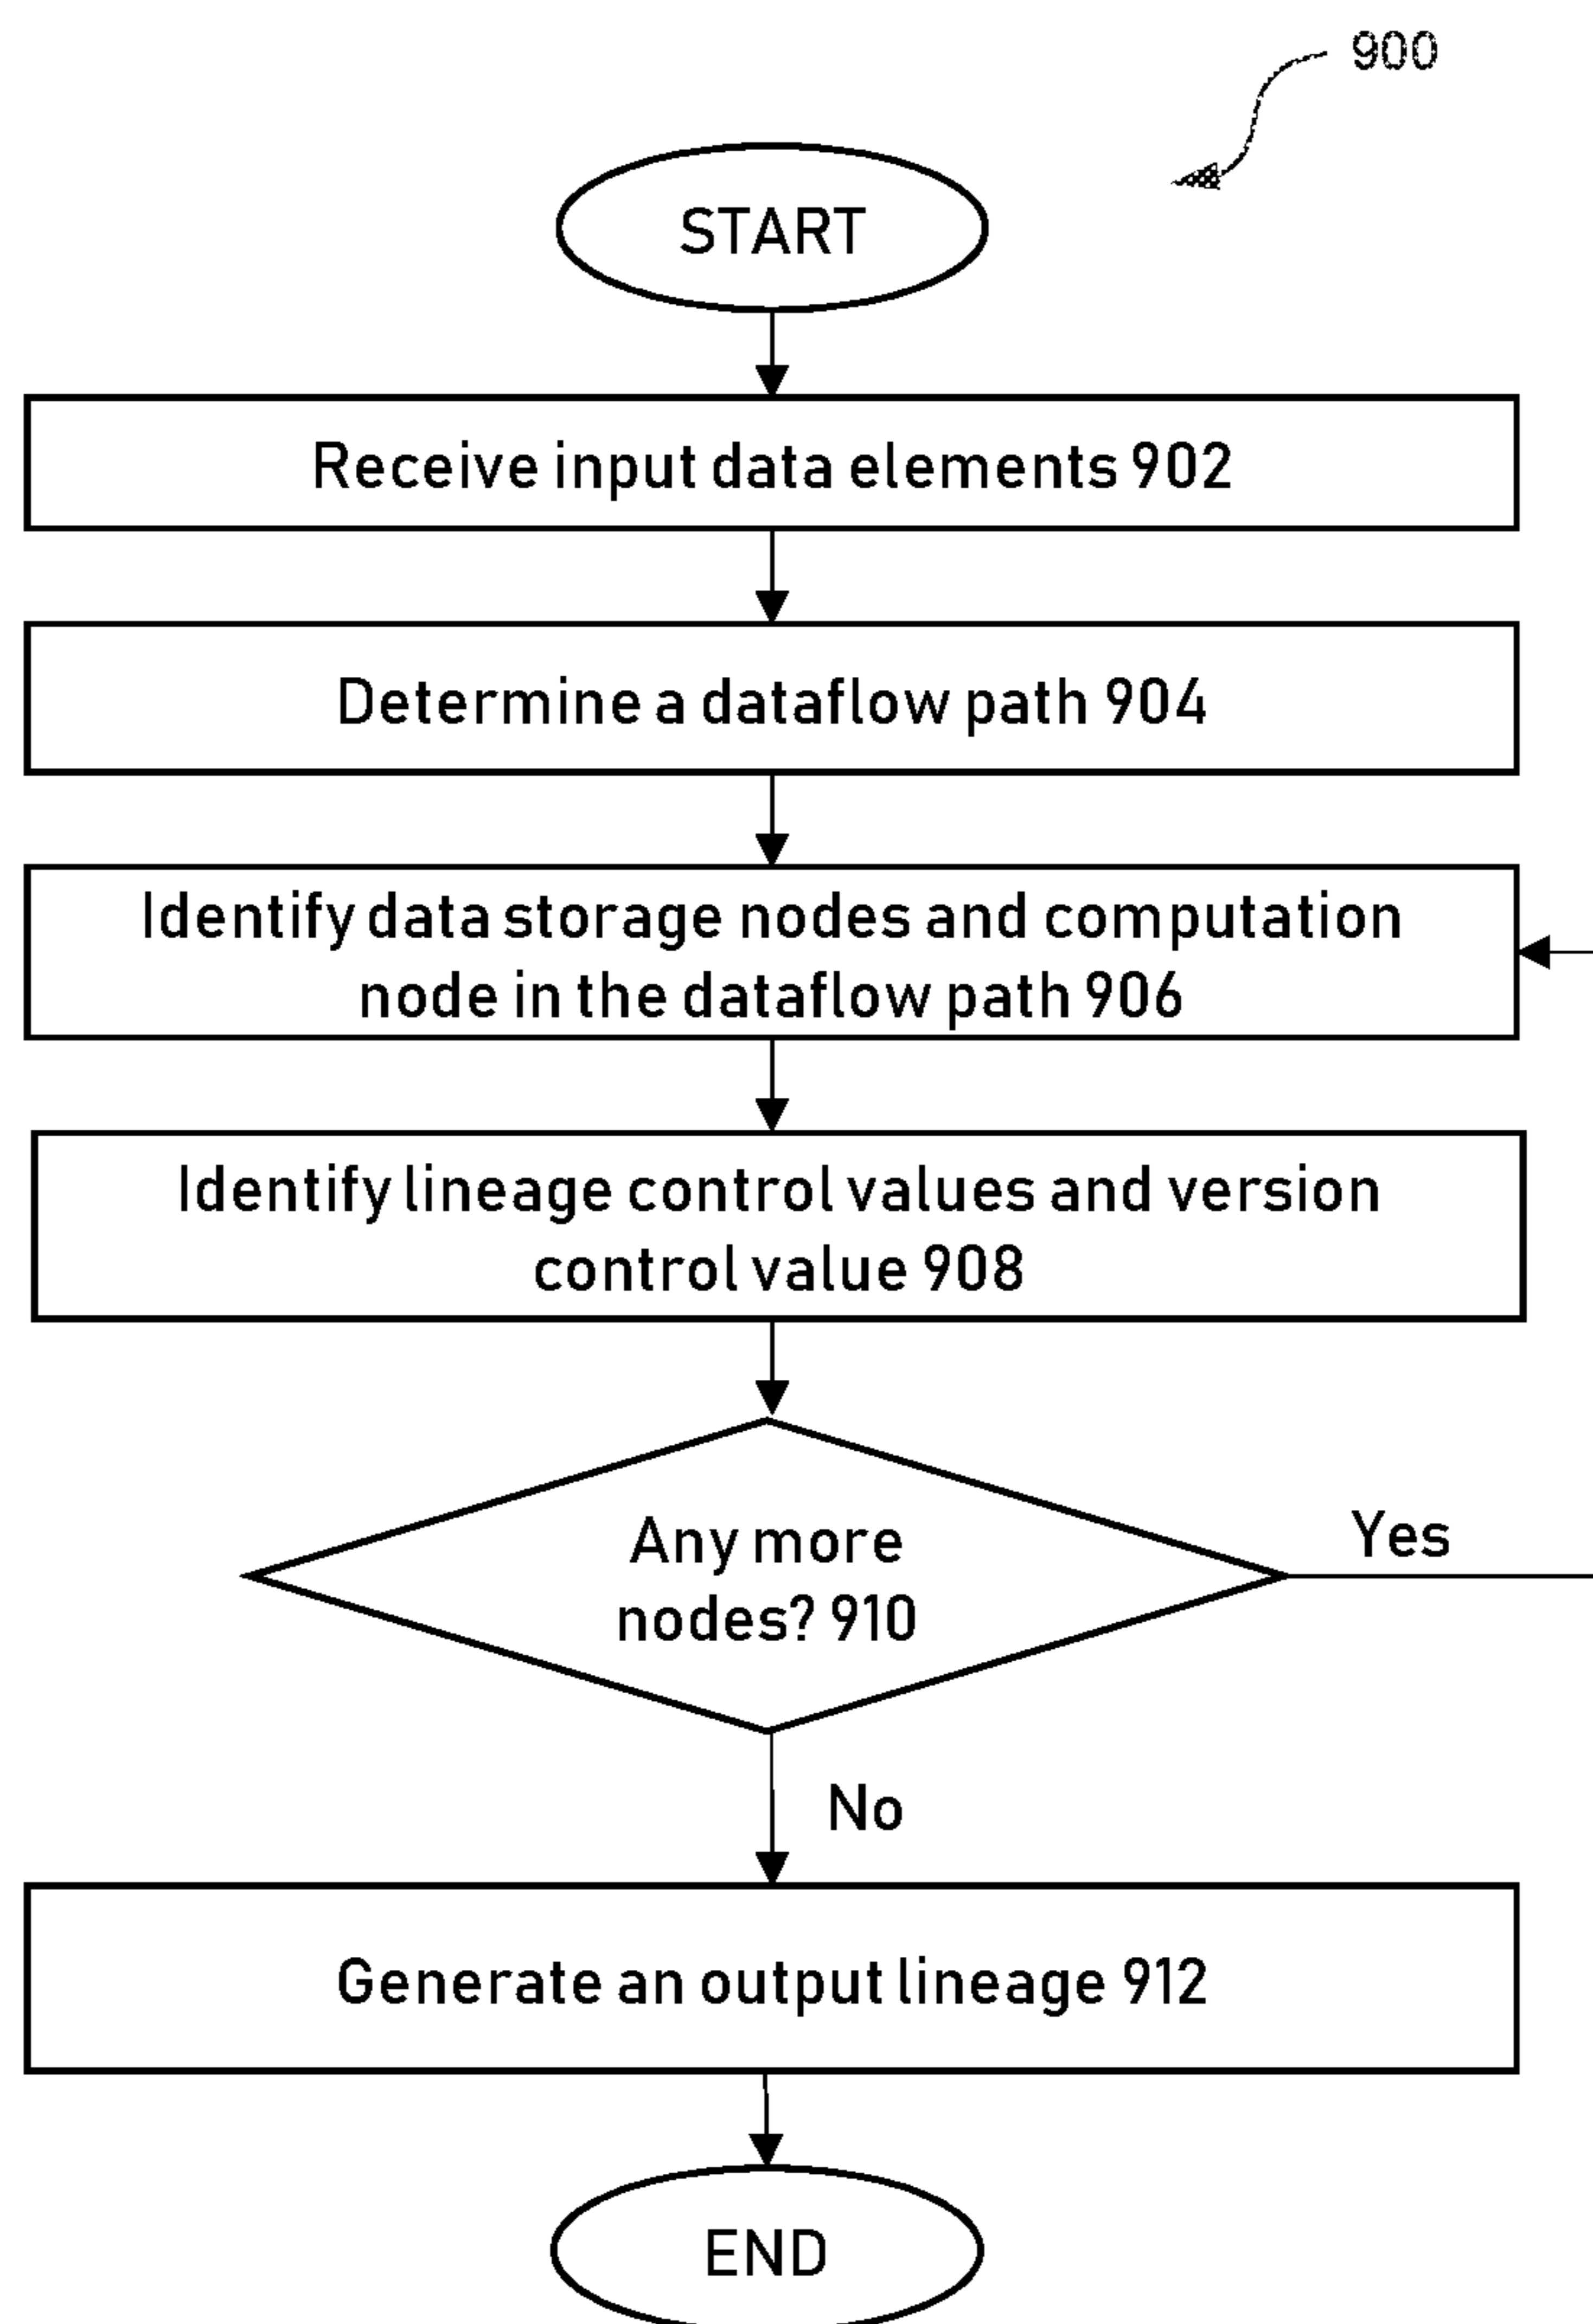 900
START
Receive input data elements 902
Determine a dataflow path 904
Identify data storage nodes and computation
node in the dataflow path 906
Identify lineage control values and version
control value 908
Any more
nodes? 910
Yes
No
Generate an output lineage 912
END